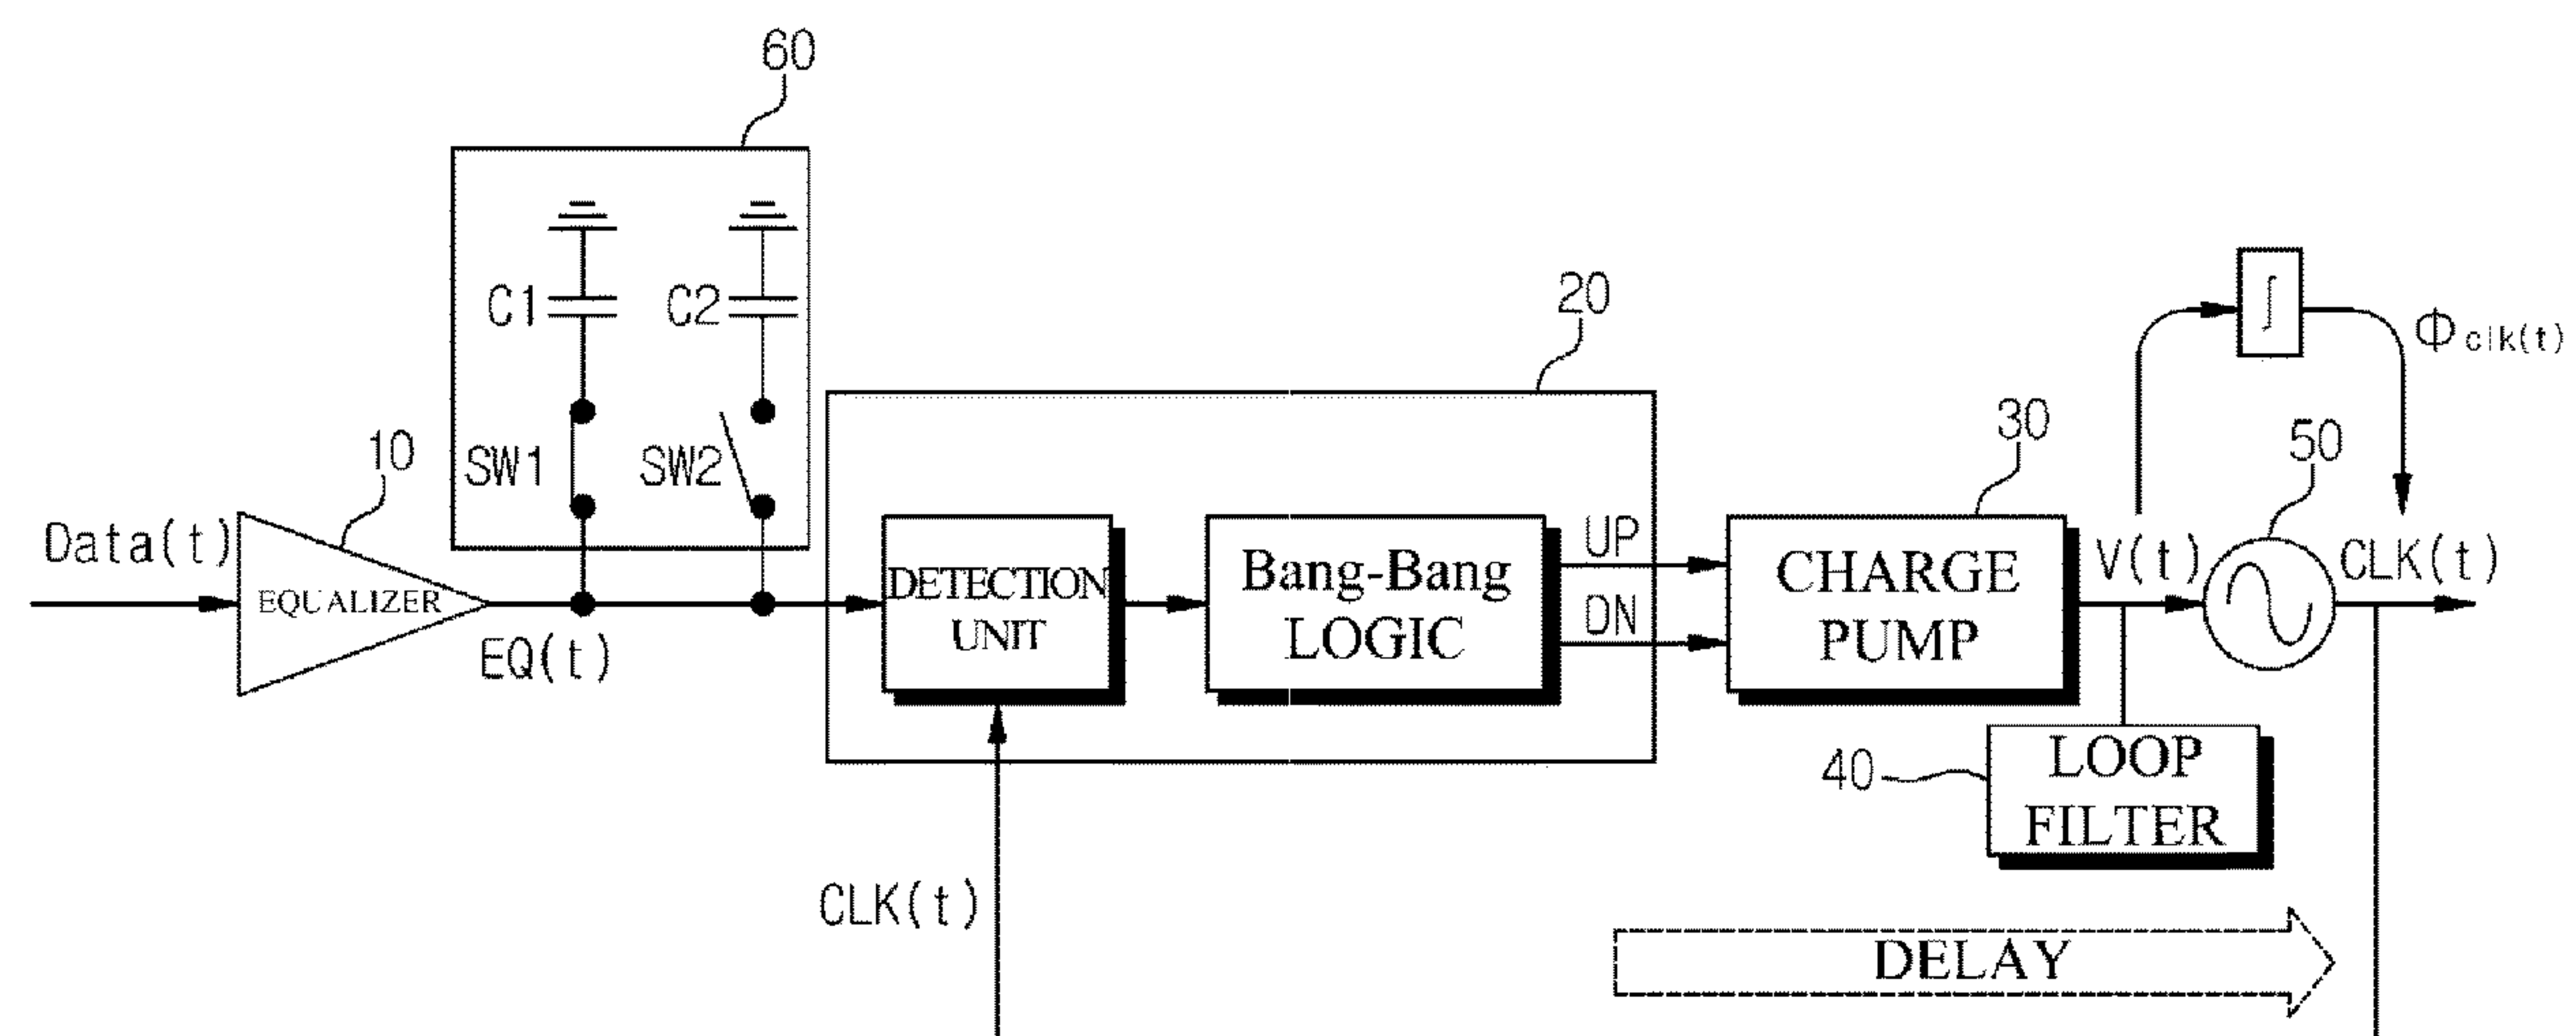 60
C1
C2
20
Φclk(t)
10
SW1
SW2
30
50
Data(t)
EQUALIZER
EQ(t)
DETECTION
UNIT
Bang-Bang
LOGIC
UP
DN
CHARGE
PUMP
V(t)
CLK(t)
40
LOOP
FILTER
CLK(t)
DELAY